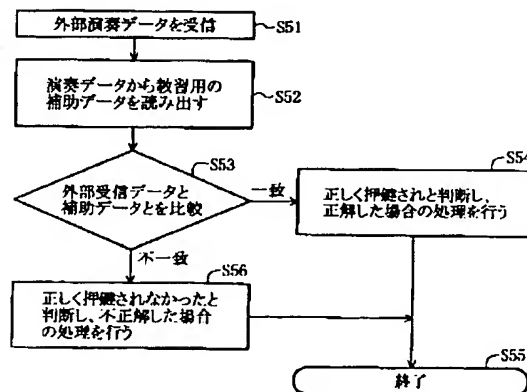 外部演奏データを受信
S51
演奏データから教習用の
補助データを読み出す
S52
S53
外部受信データと
補助データとを比較
一致
S54
正しく押鍵されと判断し、
正解した場合の処理を行う
不一致
S56
正しく押鍵されなかったと
判断し、不正解した場合
の処理を行う
S55
終了